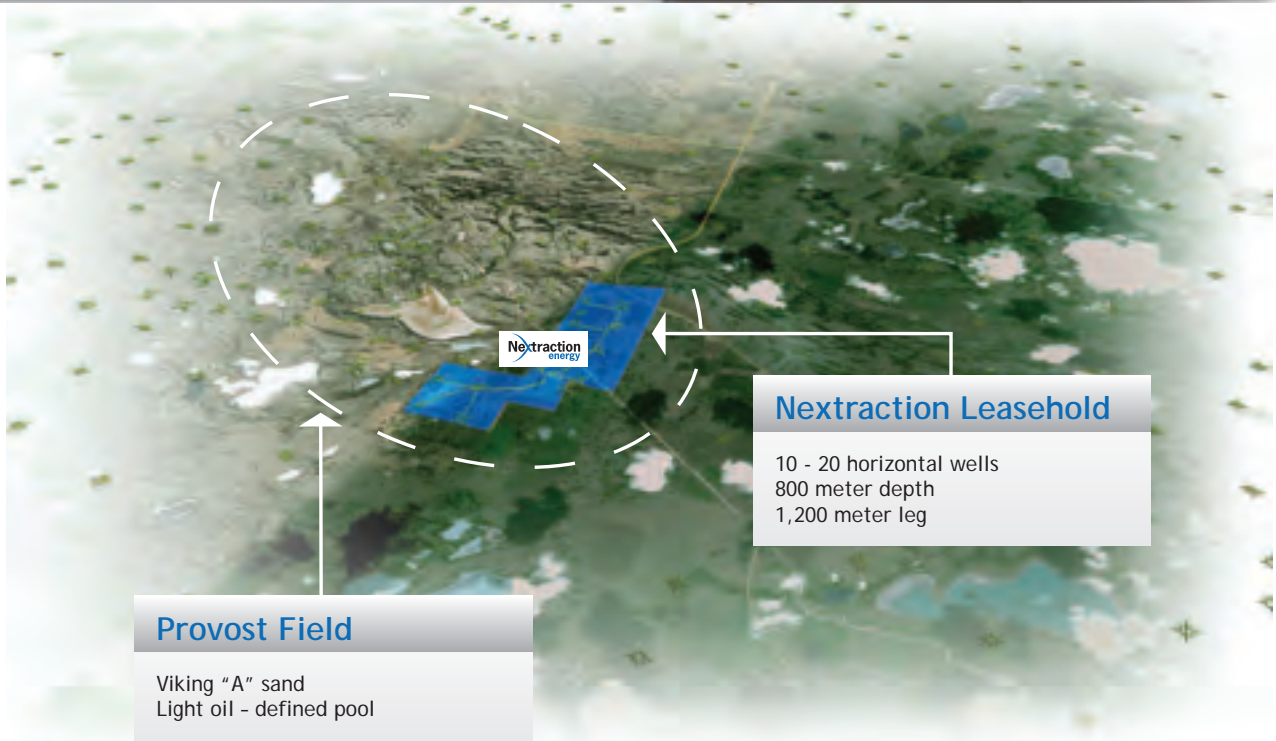 Nextraction
energy
Nextraction Leasehold
10 - 20 horizontal wells
800 meter depth
1,200 meter leg
Provost Field
Viking “A” sand
Light oil – defined pool